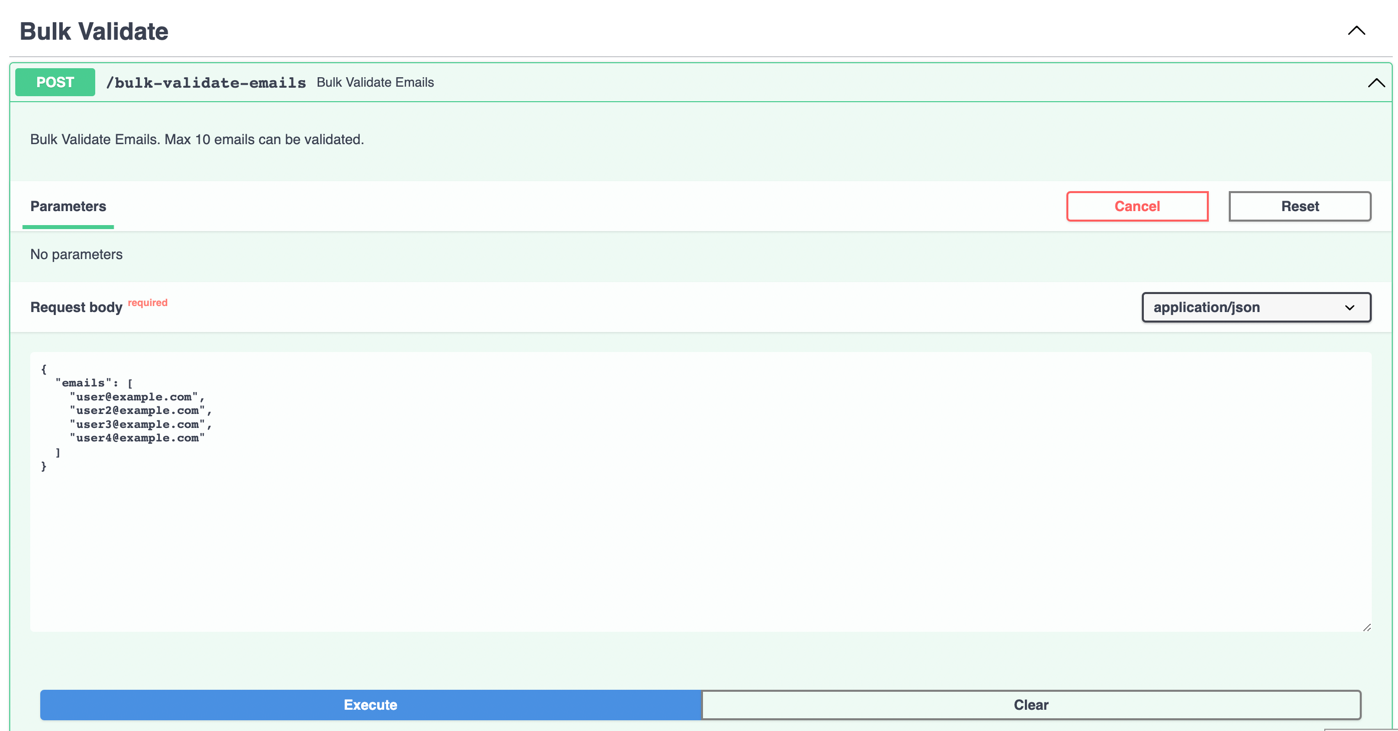 Bulk Validate
POST /bulk-validate-emails Bulk Validate Emails
Bulk Validate Emails. Max 10 emails can be validated.
Parameters Cancel Reset
No parameters
Request body required application/json
{
  "emails": [
    "user@example.com",
    "user2@example.com",
    "user3@example.com",
    "user4@example.com"
  ]
}
Execute Clear